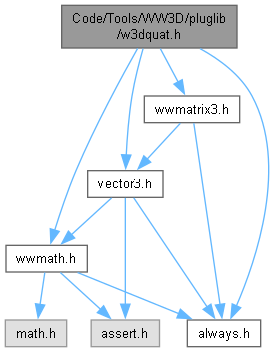 Code/Tools/WW3D/pluglib
/w3dquat.h
wwmatrix3.h
vector3.h
wwmath.h
math.h
assert.h
always.h